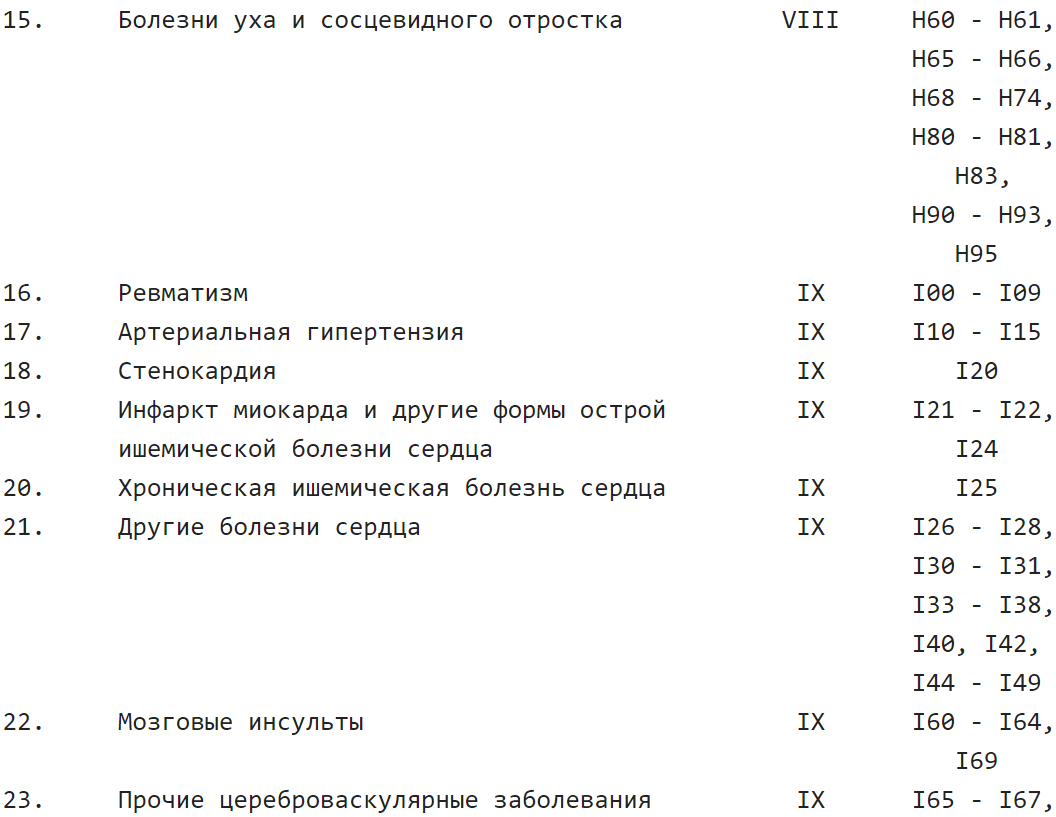 15. Болезни уха и сосцевидного отростка VIII H60 - H61,
H65 - H66,
H68 - H74,
H80 - H81,
H83,
H90 - H93,
H95
16. Ревматизм IX I00 - I09
17. Артериальная гипертензия IX I10 - I15
18. Стенокардия IX I20
19. Инфаркт миокарда и другие формы острой IX I21 - I22,
ишемической болезни сердца I24
20. Хроническая ишемическая болезнь сердца IX I25
21. Другие болезни сердца IX I26 - I28,
I30 - I31,
I33 - I38,
I40, I42,
I44 - I49
22. Мозговые инсульты IX I60 - I64,
I69
23. Прочие цереброваскулярные заболевания IX I65 - I67,